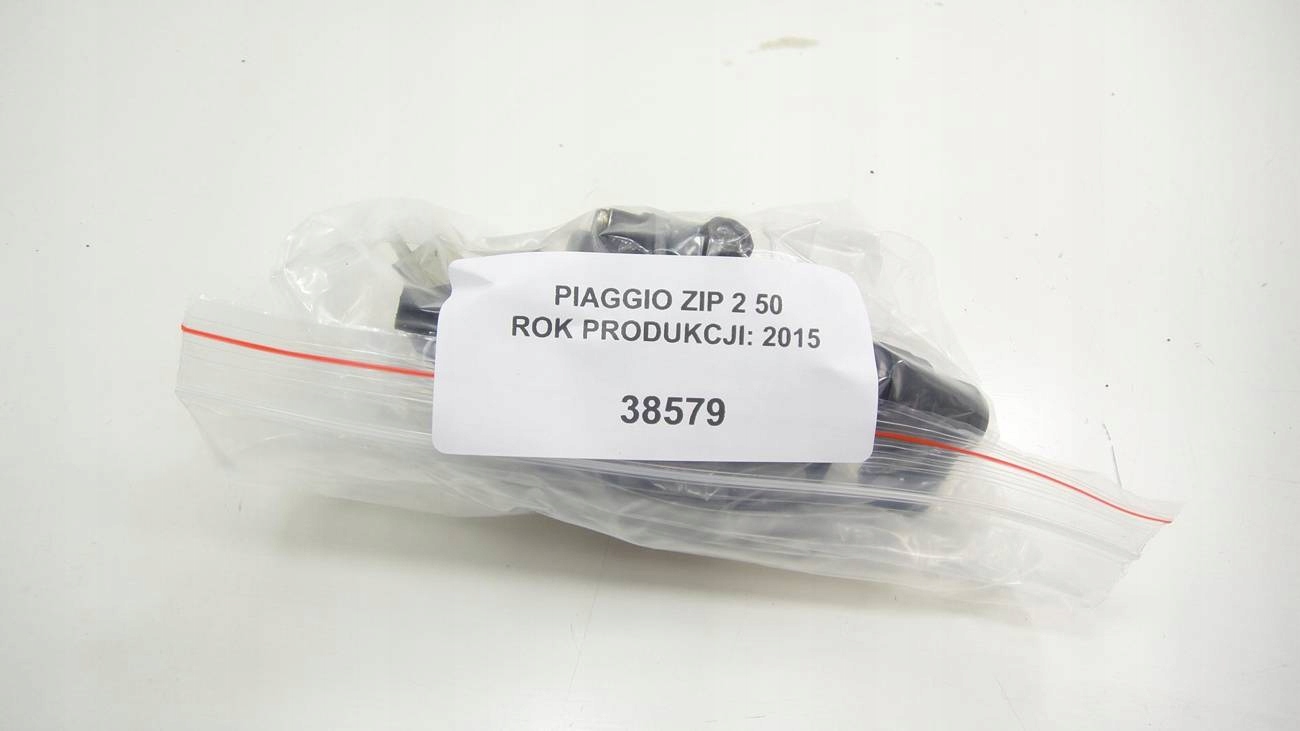 PIAGGIO ZIP 2 50
ROK PRODUKCJI: 2015
38579